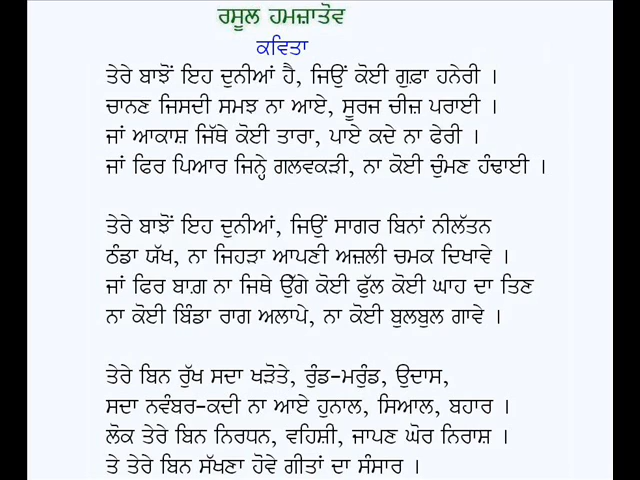 ਰਸੂਲ ਹਮਜ਼ਾਤੋਵ
ਕਵਿਤਾ
ਤੇਰੇ ਬਾਝੋਂ ਇਹ ਦੁਨੀਆਂ ਹੈ, ਜਿਉਂ ਕੋਈ ਗੁਫ਼ਾ ਹਨੇਰੀ ।
ਚਾਨਣ ਜਿਸਦੀ ਸਮਝ ਨਾ ਆਏ, ਸੂਰਜ ਚੀਜ਼ ਪਰਾਈ ।
ਜਾਂ ਆਕਾਸ਼ ਜਿੱਥੇ ਕੋਈ ਤਾਰਾ, ਪਾਏ ਕਦੇ ਨਾ ਫੇਰੀ ।
ਜਾਂ ਫਿਰ ਪਿਆਰ ਜਿਨ੍ਹੇ ਗਲਵਕੜੀ, ਨਾ ਕੋਈ ਚੁੰਮਣ ਹੰਢਾਈ ।
ਤੇਰੇ ਬਾਝੋਂ ਇਹ ਦੁਨੀਆਂ, ਜਿਉਂ ਸਾਗਰ ਬਿਨਾਂ ਨੀਲੱਤਨ
ਠੰਡਾ ਯੱਖ, ਨਾ ਜਿਹੜਾ ਆਪਣੀ ਅਜ਼ਲੀ ਚਮਕ ਦਿਖਾਵੇ ।
ਜਾਂ ਫਿਰ ਬਾਗ਼ ਨਾ ਜਿਥੇ ਉੱਗੇ ਕੋਈ ਫੁੱਲ ਕੋਈ ਘਾਹ ਦਾ ਤਿਣ
ਨਾ ਕੋਈ ਬਿੰਡਾ ਰਾਗ ਅਲਾਪੇ, ਨਾ ਕੋਈ ਬੁਲਬੁਲ ਗਾਵੇ ।
ਤੇਰੇ ਬਿਨ ਰੁੱਖ ਸਦਾ ਖੜੋਤੇ, ਰੁੰਡ-ਮਰੁੰਡ, ਉਦਾਸ,
ਸਦਾ ਨਵੰਬਰ-ਕਦੀ ਨਾ ਆਏ ਹੁਨਾਲ, ਸਿਆਲ, ਬਹਾਰ ।
ਲੋਕ ਤੇਰੇ ਬਿਨ ਨਿਰਧਨ, ਵਹਿਸ਼ੀ, ਜਾਪਣ ਘੋਰ ਨਿਰਾਸ਼ ।
ਤੇ ਤੇਰੇ ਬਿਨ ਸੱਖਣਾ ਹੋਵੇ ਗੀਤਾਂ ਦਾ ਸੰਸਾਰ ।